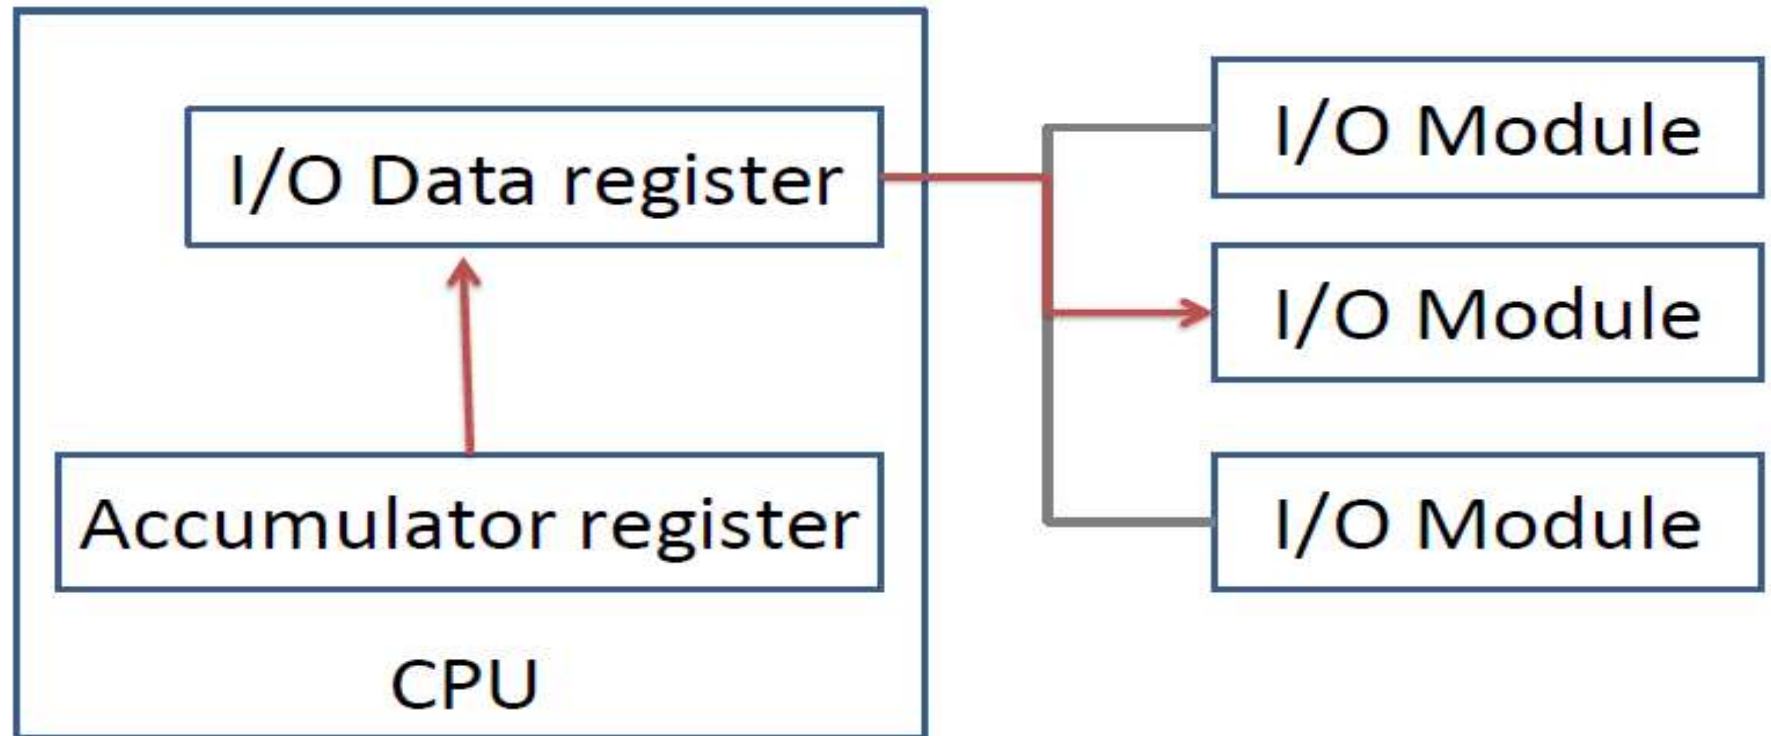 I/O Data register
Accumulator register
CPU
I/O Module
I/O Module
I/O Module